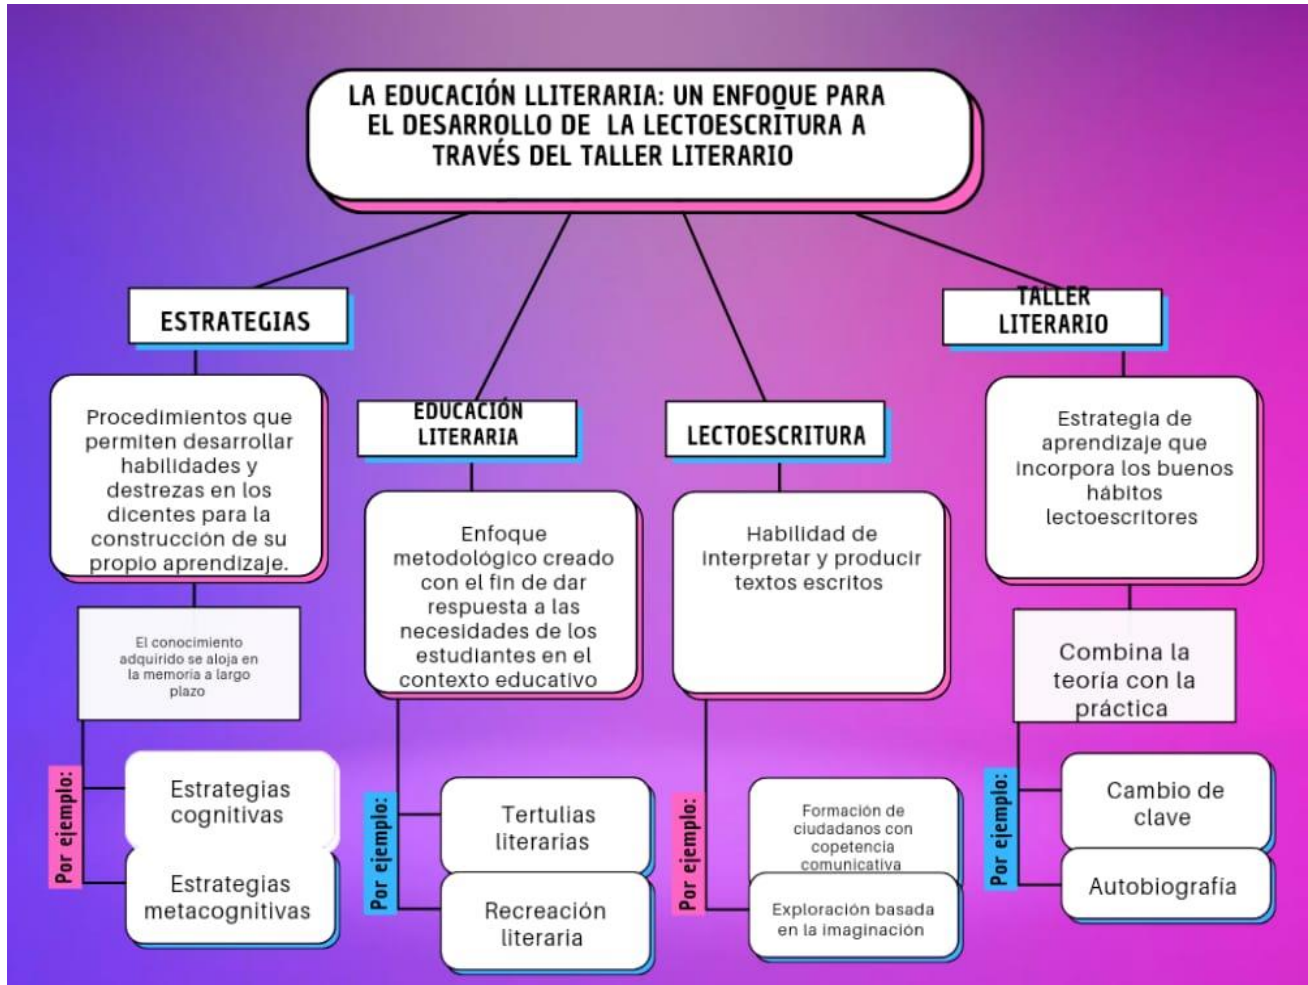 LA EDUCACIÓN LLITERARIA: UN ENFOQUE PARA
EL DESARROLLO DE LA LECTOESCRITURA A
TRAVÉS DEL TALLER LITERARIO
ESTRATEGIAS
Procedimientos que
permiten desarrollar
habilidades y
destrezas en los
dicentes para la
construcción de su
propio aprendizaje.
El conocimiento
adquirido se aloja en
la memoria a largo
plazo
Por ejemplo:
Estrategias
cognitivas
Estrategias
metacognitivas
EDUCACIÓN
LITERARIA
Enfoque
metodológico creado
con el fin de dar
respuesta a las
necesidades de los
estudiantes en el
contexto educativo
Por ejemplo:
Tertulias
literarias
Recreación
literaria
LECTOESCRITURA
Habilidad de
interpretar y producir
textos escritos
Por ejemplo:
Formación de
ciudadanos con
copetencia
comunicativa
Exploración basada
en la imaginación
TALLER
LITERARIO
Estrategia de
aprendizaje que
incorpora los buenos
hábitos
lectoescritores
Combina la
teoría con la
práctica
Por ejemplo:
Cambio de
clave
Autobiografía